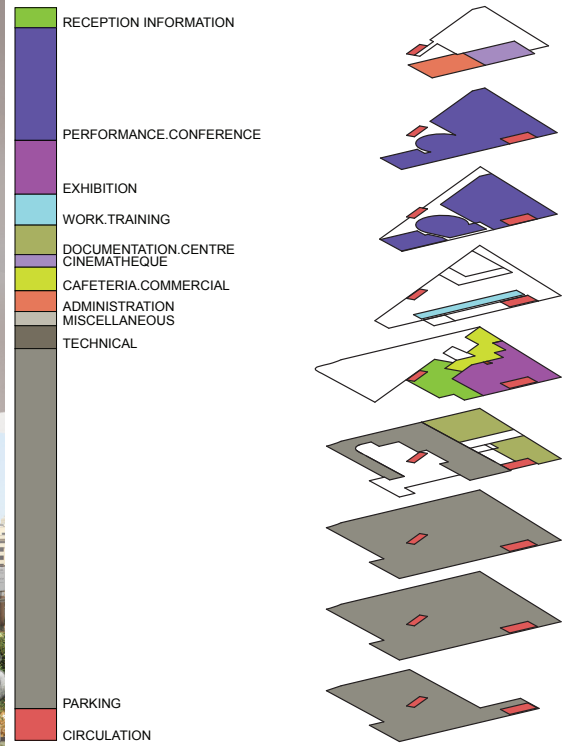 RECEPTION INFORMATION
PERFORMANCE.CONFERENCE
EXHIBITION
WORK.TRAINING
DOCUMENTATION.CENTRE
CINEMATHEQUE
CAFETERIA.COMMERCIAL
ADMINISTRATION
MISCELLANEOUS
TECHNICAL
PARKING
CIRCULATION